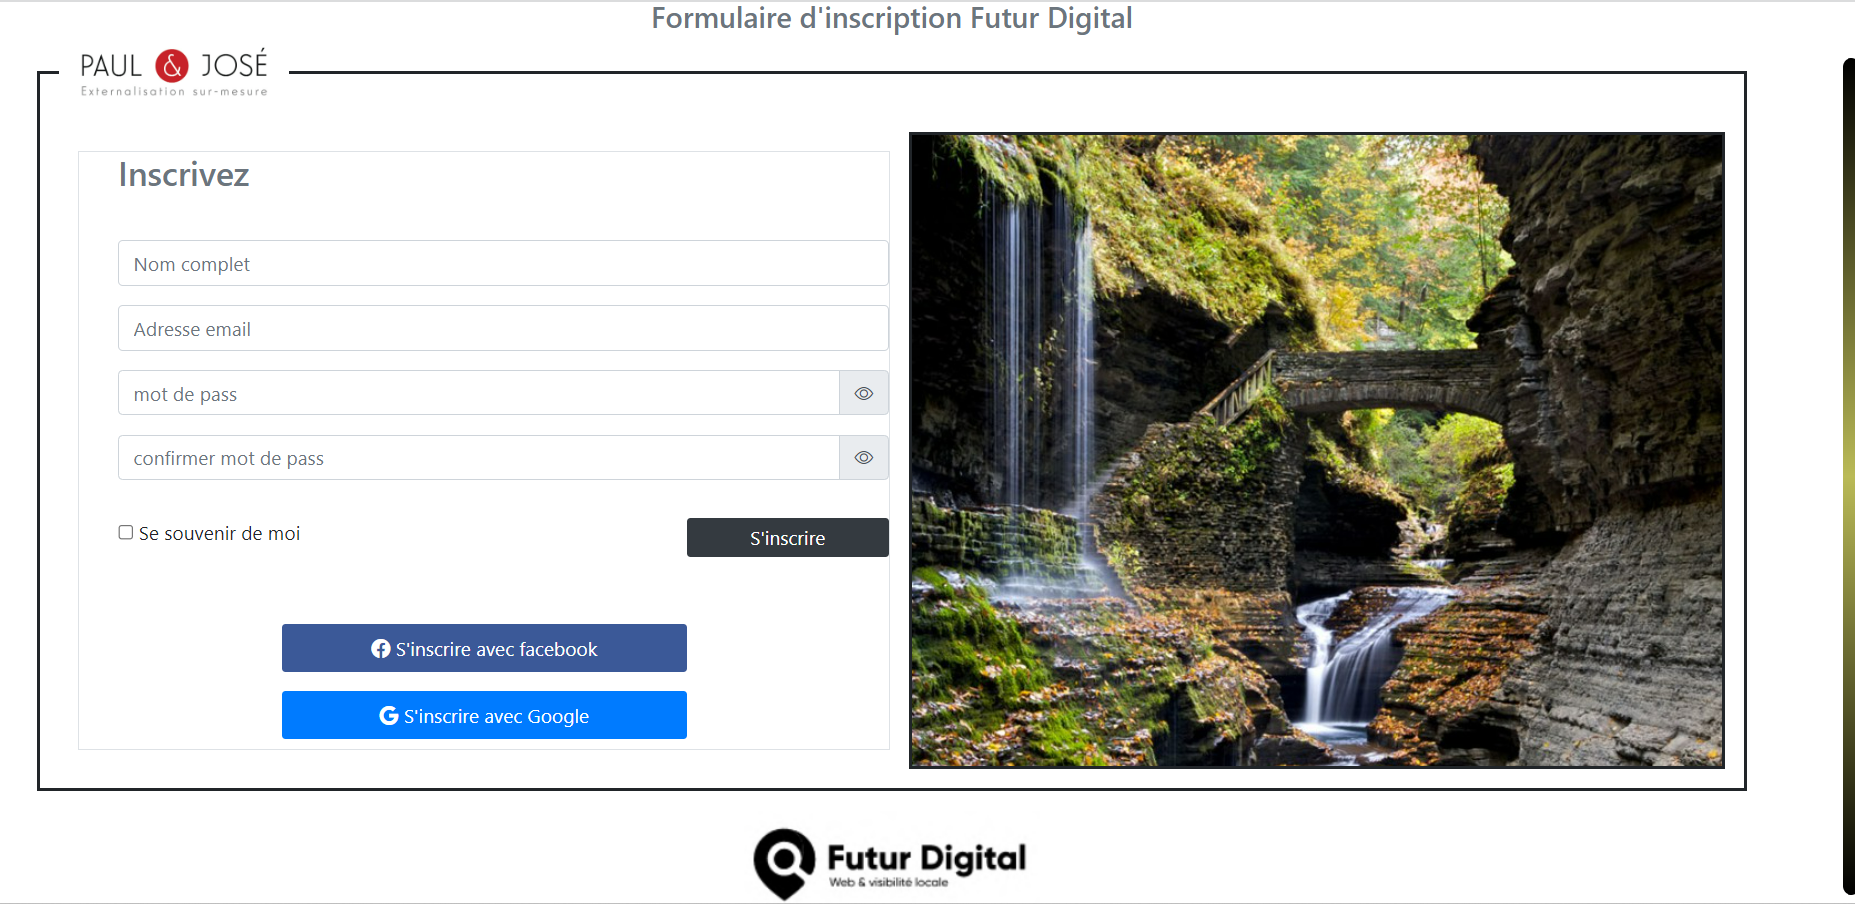 Formulaire d'inscription Futur Digital
PAUL & JOSÉ
Externalisation sur-mesure
Inscrivez
Nom complet
Adresse email
mot de pass
confirmer mot de pass
Se souvenir de moi
S'inscrire
S'inscrire avec facebook
S'inscrire avec Google
Futur Digital
Web & visibilité locale